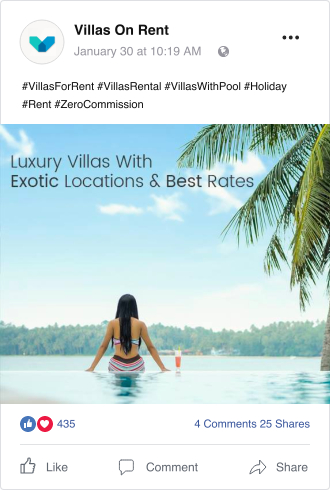 Villas On Rent
January 30 at 10:19 AM
#VillasForRent #VillasRental #VillasWithPool #Holiday
#Rent #ZeroCommission
Luxury Villas With
Exotic Locations & Best Rates
435
4 Comments 25 Shares
Like
Comment
Share